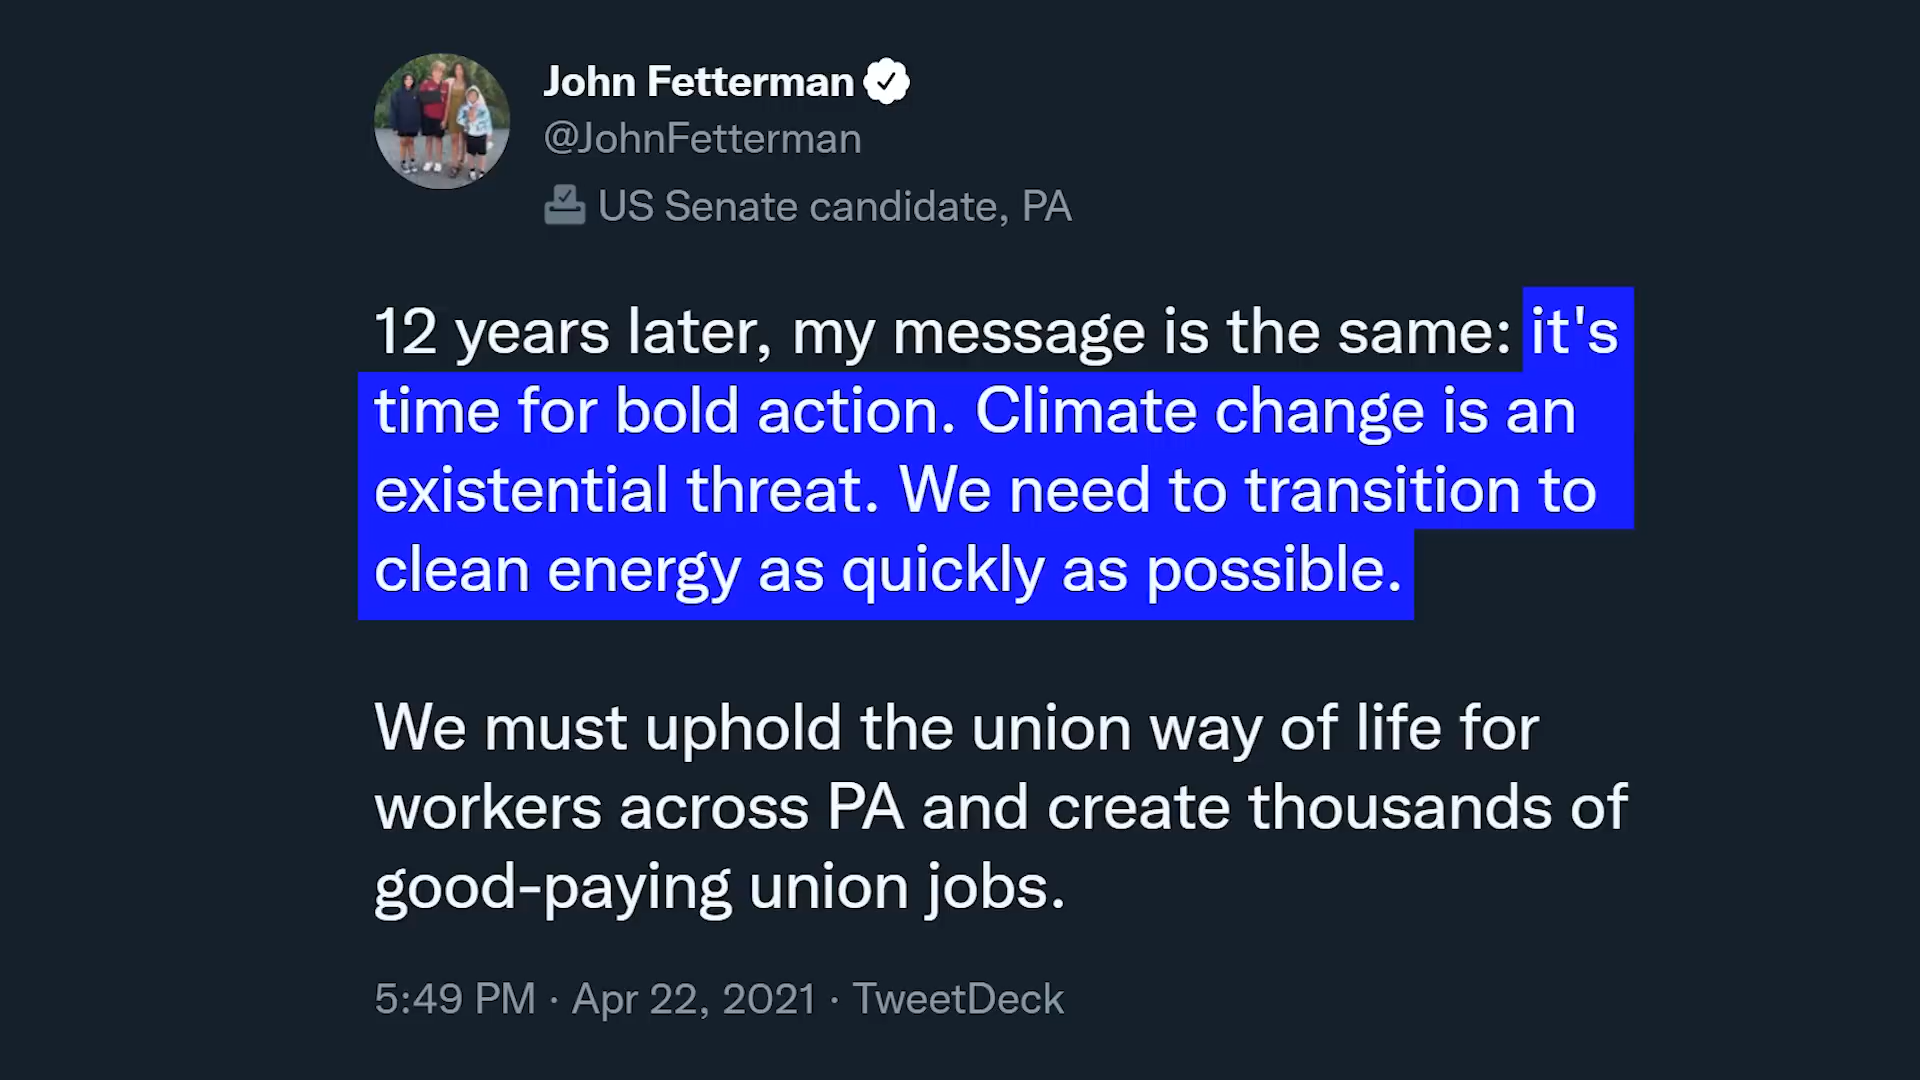 John Fetterman
@JohnFetterman
US Senate candidate, PA
12 years later, my message is the same: it's
time for bold action. Climate change is an
existential threat. We need to transition to
clean energy as quickly as possible.
We must uphold the union way of life for
workers across PA and create thousands of
good-paying union jobs.
5:49 PM · Apr 22, 2021 · TweetDeck